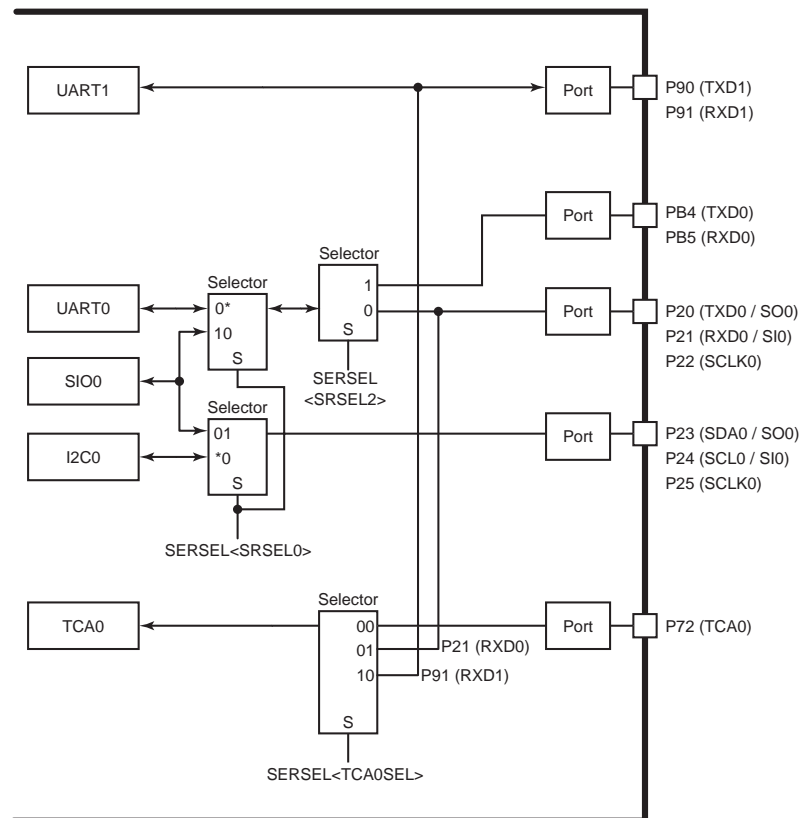 UART1
Port
P90 (TXD1)
P91 (RXD1)
Port
PB4 (TXD0)
PB5 (RXD0)
Selector
1
0
S
SERSEL
<SRSEL2>
Selector
0*
10
S
UART0
Port
P20 (TXD0 / SO0)
P21 (RXD0 / SI0)
P22 (SCLK0)
SIO0
Selector
01
*0
S
SERSEL<SRSEL0>
I2C0
Port
P23 (SDA0 / SO0)
P24 (SCL0 / SI0)
P25 (SCLK0)
TCA0
Selector
00
01
10
S
SERSEL<TCA0SEL>
P21 (RXD0)
P91 (RXD1)
Port
P72 (TCA0)